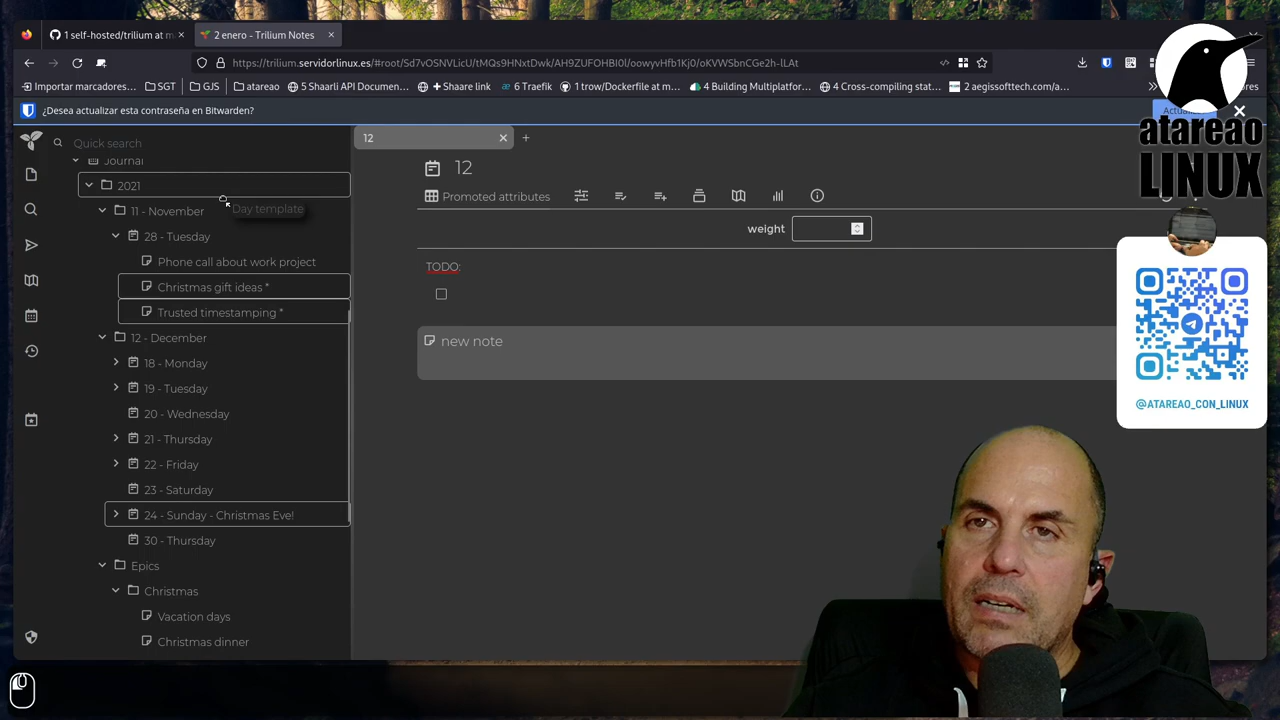 1 self-hosted/trilium at m
2 enero - Trilium Notes
https://trilium.servidorlinux.es/#root/Sd7vOSNVLicU/tMQs9HNxtDwk/AH9ZUFOHBI0l/oowyvHfb1Kj0/oKVWSbnCGe2h-lLAt
Importar marcadores...
SGT
GJS
atareao
5 Shaarli API Documen...
Shaare link
6 Traefik
1 trow/Dockerfile at m...
4 Building Multiplatfor...
4 Cross-compiling stat...
2 aegissofttech.com/a...
¿Desea actualizar esta contraseña en Bitwarden?
atareao
LINUX
Quick search
12
Journal
2021
Day template
11 - November
28 - Tuesday
Phone call about work project
Christmas gift ideas *
Trusted timestamping *
12 - December
18 - Monday
19 - Tuesday
20 - Wednesday
21 - Thursday
22 - Friday
23 - Saturday
24 - Sunday - Christmas Eve!
30 - Thursday
Epics
Christmas
Vacation days
Christmas dinner
12
Promoted attributes
weight
TODO:
new note
@ATAREAO_CON_LINUX